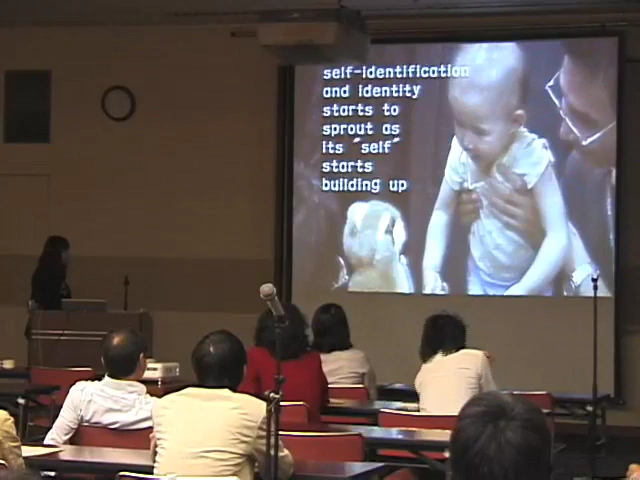 self-identification
and identity
starts to
sprout as
its "self"
starts
building up